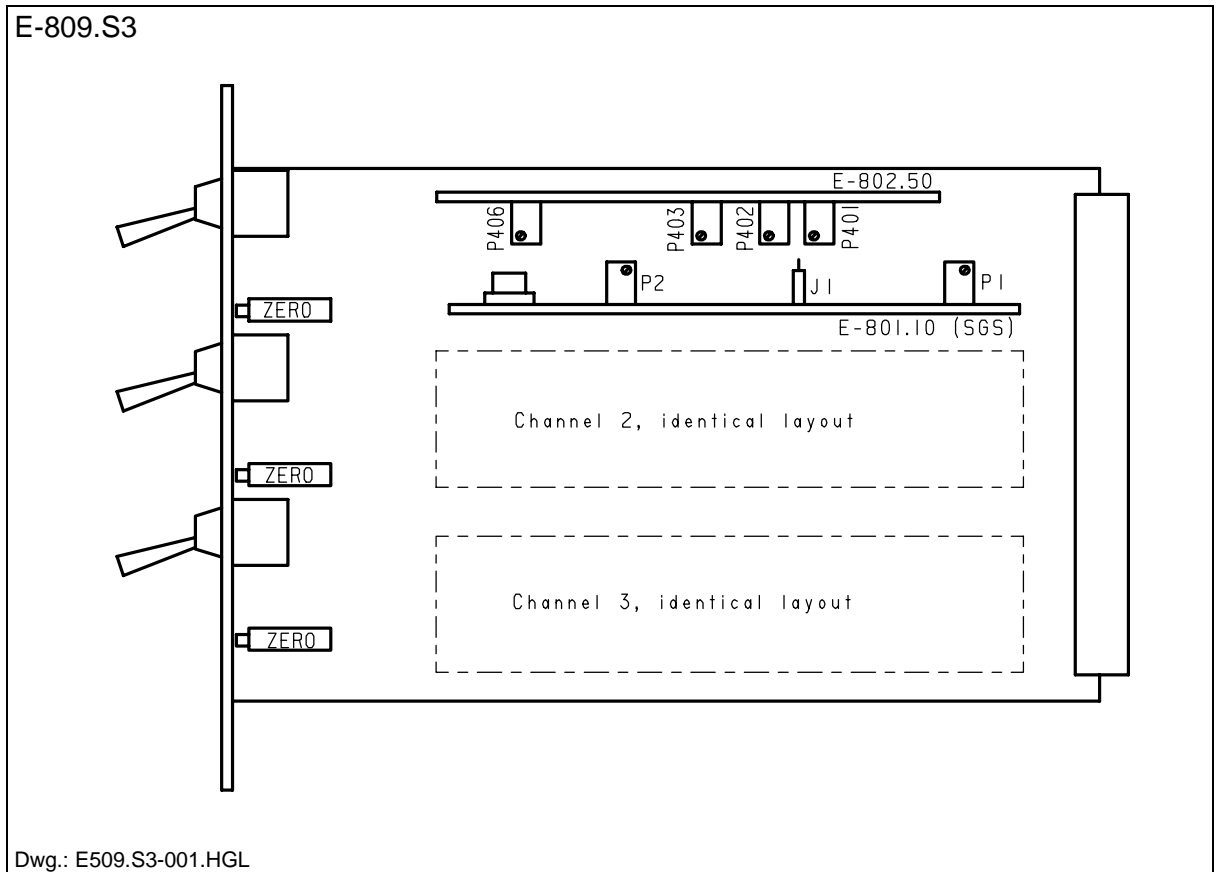 E-809.S3
E-802.50
P406
P403
P402
P401
P2
J1
P1
ZERO
E-801.10 (SGS)
Channel 2, identical layout
ZERO
Channel 3, identical layout
ZERO
Dwg.: E509.S3-001.HGL